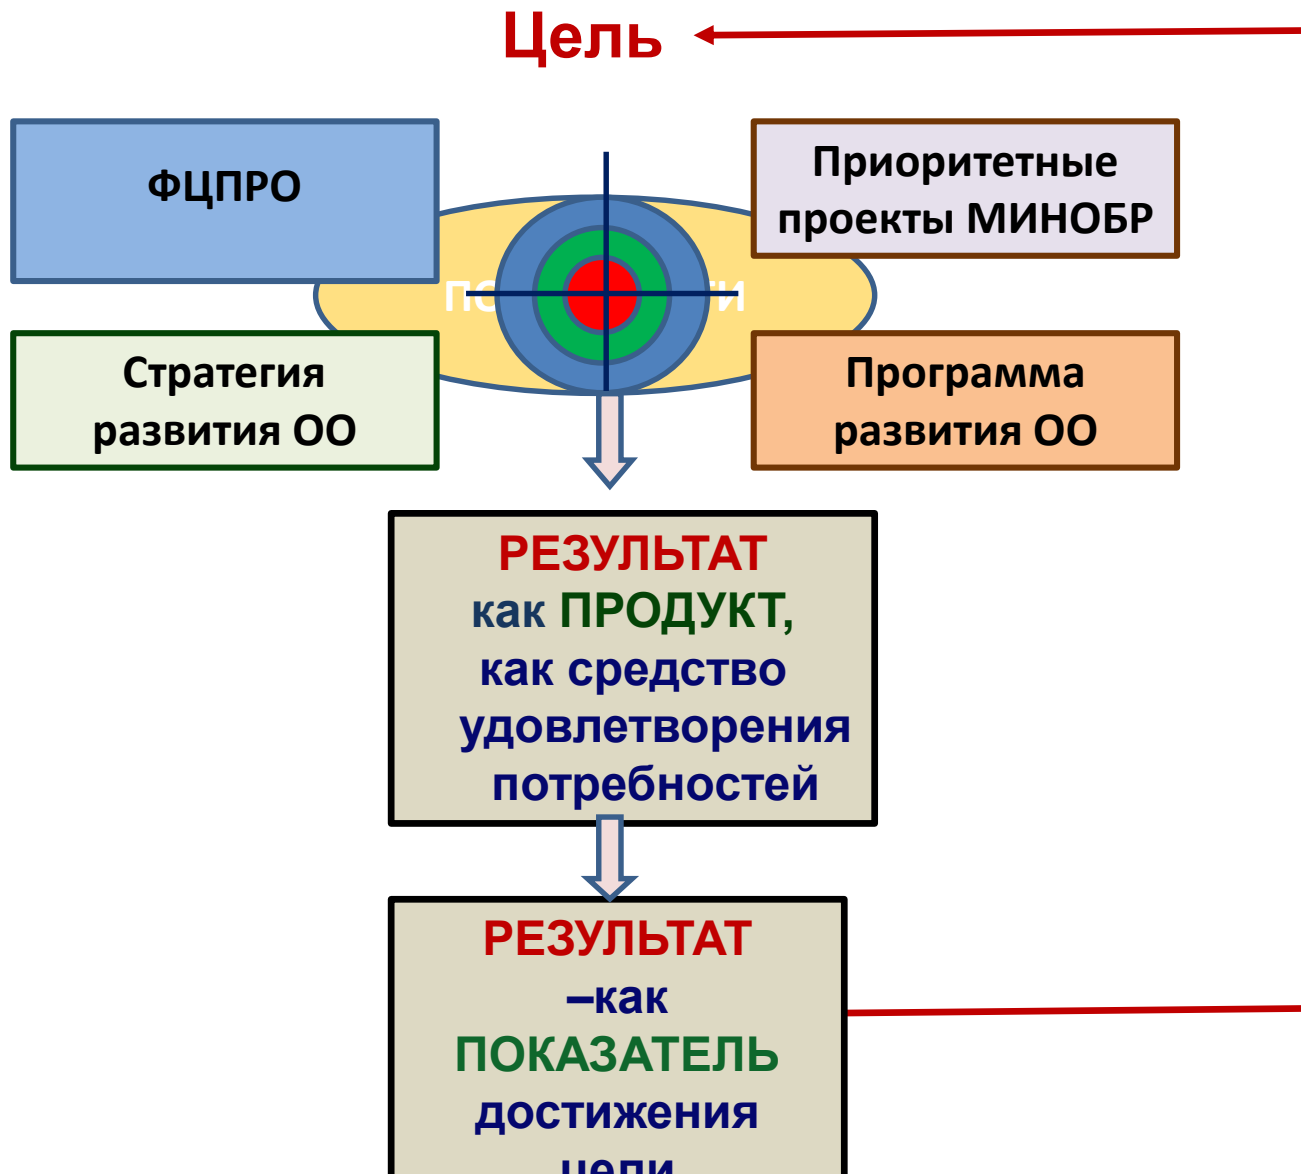 Цель
ФЦПРО
Приоритетные
проекты МИНОБР
Стратегия
развития ОО
Программа
развития ОО
РЕЗУЛЬТАТ
как ПРОДУКТ,
как средство
удовлетворения
потребностей
РЕЗУЛЬТАТ
–как
ПОКАЗАТЕЛЬ
достижения
цели